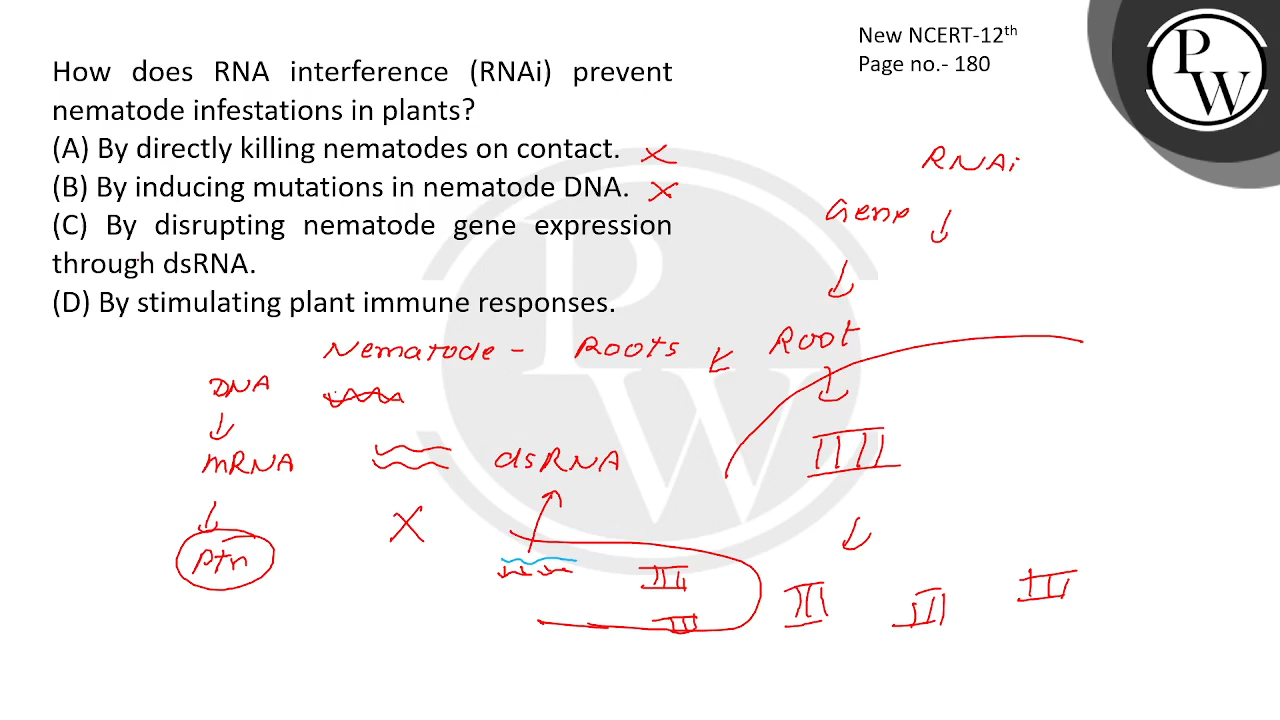 New NCERT-12th
Page no.- 180
P
W
How does RNA interference (RNAi) prevent
nematode infestations in plants?
(A) By directly killing nematodes on contact. X
(B) By inducing mutations in nematode DNA. X
(C) By disrupting nematode gene expression
through dsRNA.
(D) By stimulating plant immune responses.
RNAi
Gene
Nematode - Roots
Root
DNA
mRNA
dsRNA
X
Ptn
P
W